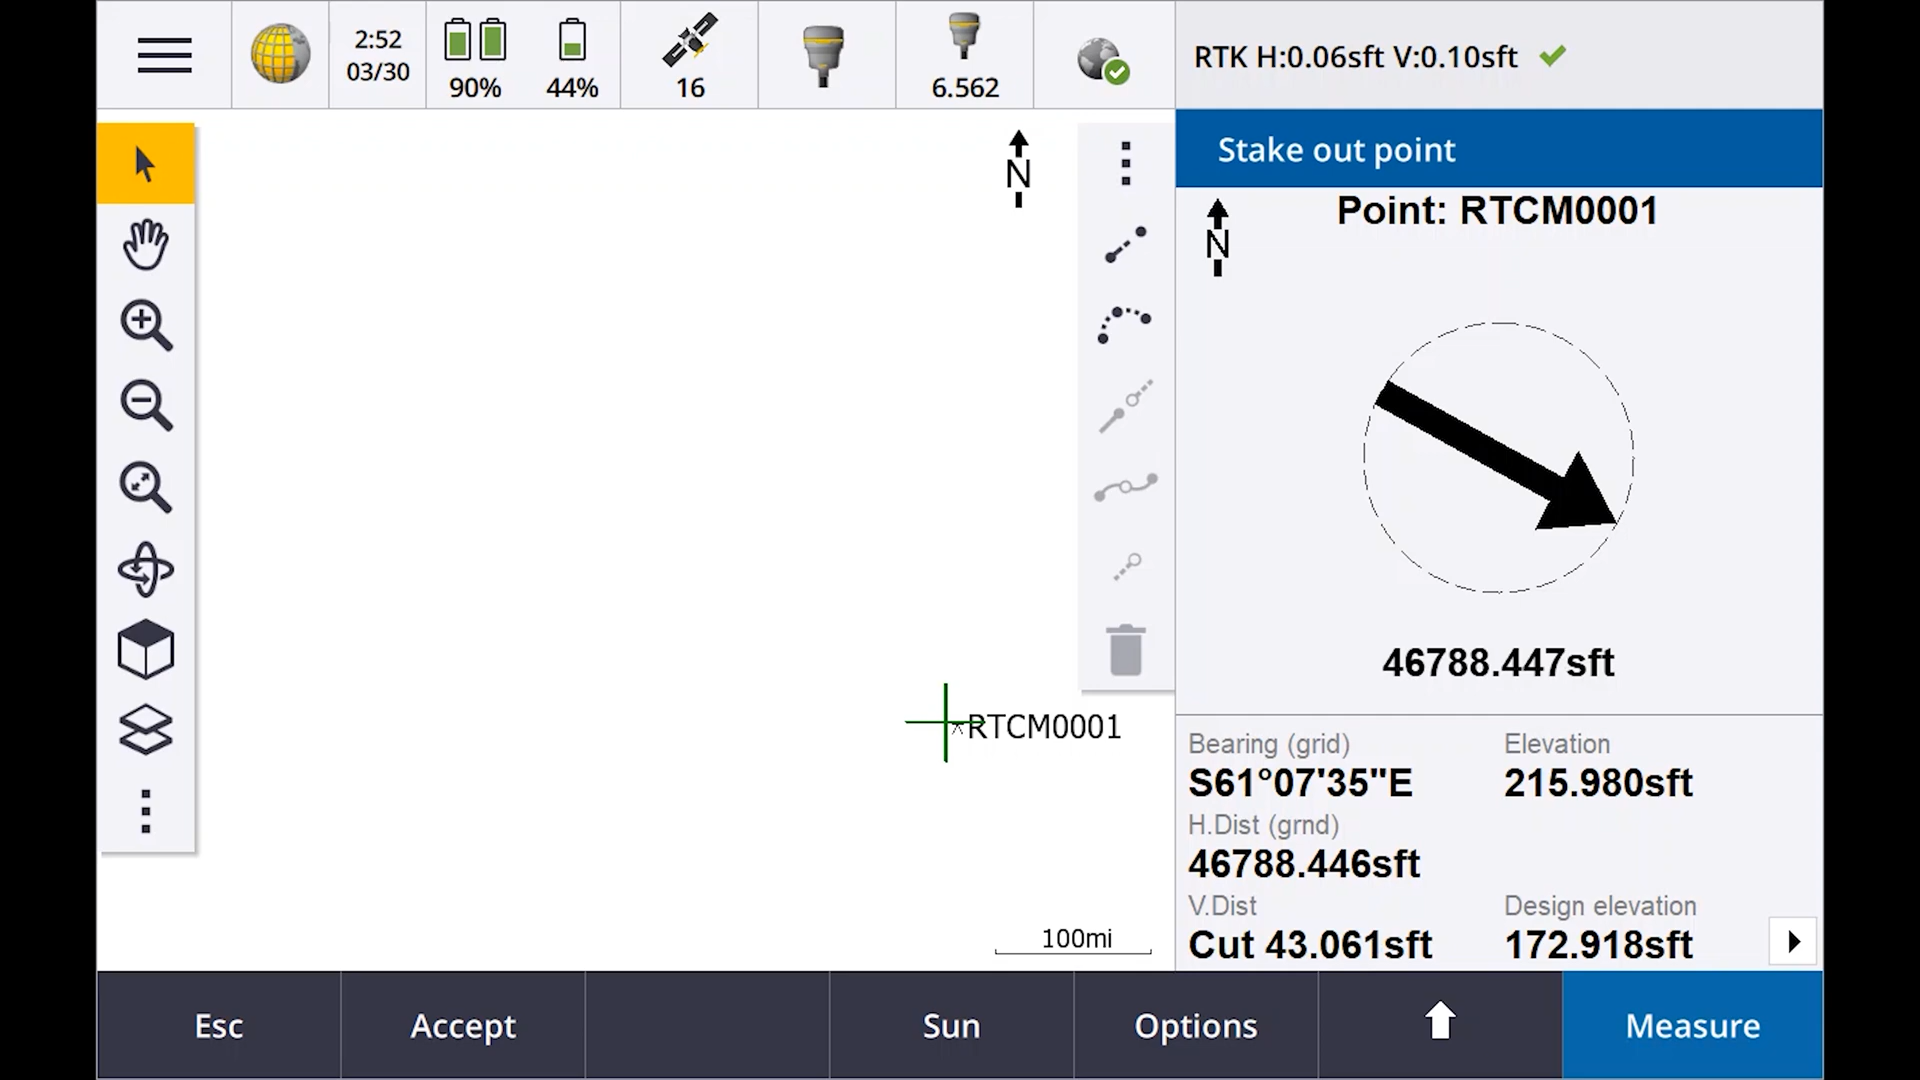 2:52
03/30
90%
44%
16
6.562
RTK H:0.06sft V:0.10sft
Stake out point
N
N
Point: RTCM0001
46788.447sft
RTCM0001
Bearing (grid)
S61°07'35"E
Elevation
215.980sft
H.Dist (grnd)
46788.446sft
V.Dist
Cut 43.061sft
Design elevation
172.918sft
100mi
Esc
Accept
Sun
Options
Measure